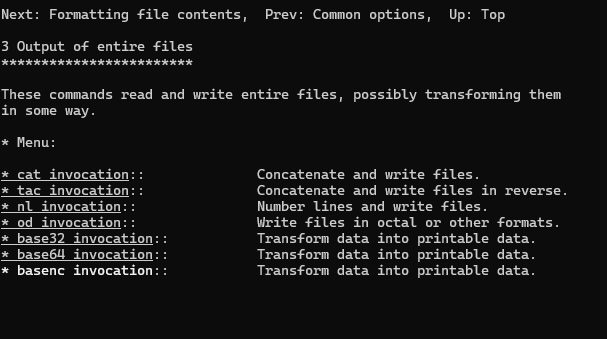 Next: Formatting file contents,  Prev: Common options,  Up: Top
3 Output of entire files
************************
These commands read and write entire files, possibly transforming them
in some way.
* Menu:
* cat invocation::              Concatenate and write files.
* tac invocation::              Concatenate and write files in reverse.
* nl invocation::               Number lines and write files.
* od invocation::               Write files in octal or other formats.
* base32 invocation::           Transform data into printable data.
* base64 invocation::           Transform data into printable data.
* basenc invocation::           Transform data into printable data.